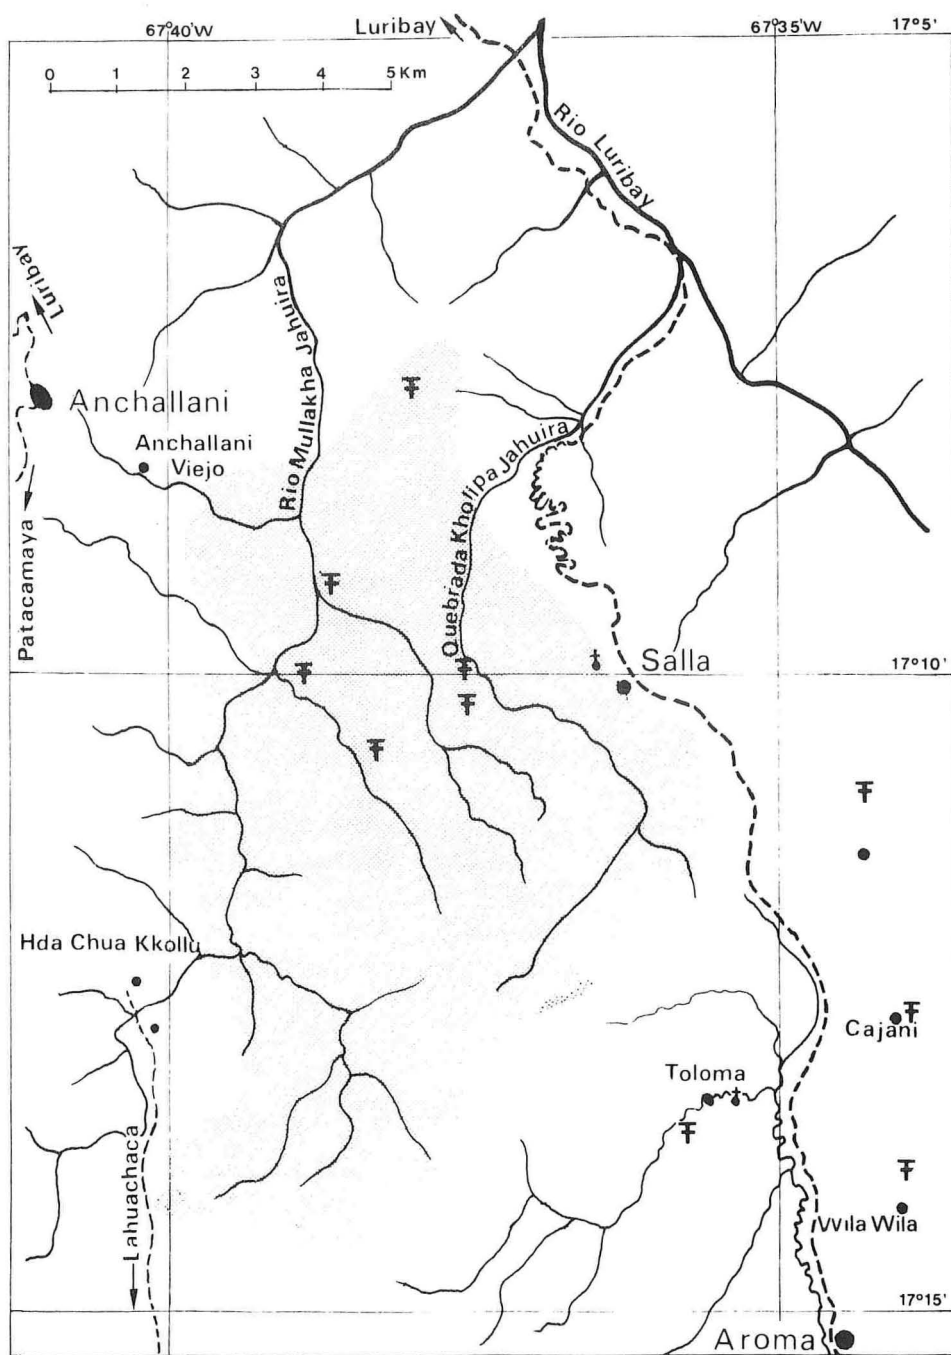 67°40'W
Luribay
67°35'W
17°5'
0 1 2 3 4 5 Km
Rio Luribay
Luribay
Rio Mullakha Jahuira
Anchallani
Anchallani
Viejo
Quebrada Kholipa Jahuira
Patacamaya
Salla
17°10'
Hda Chua Kkollu
Cajani
Toloma
Lahuachaca
Wila Wila
17°15'
Aroma